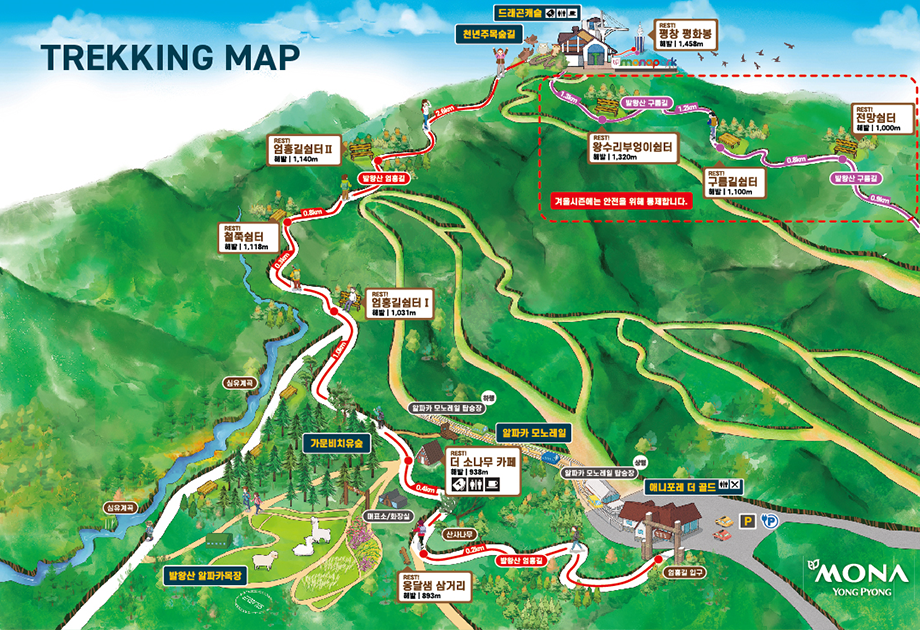 TREKKING MAP
드래곤캐슬
천년주목숲길
REST!
평창 평화봉
해발 | 1,458m
monapark
2.6km
1.3km
발왕산 구름길
1.2km
REST!
전망쉼터
해발 | 1,000m
REST!
엄홍길쉼터 II
해발 | 1,140m
REST!
왕수리부엉이쉼터
해발 | 1,320m
0.8km
REST!
구름길쉼터
해발 | 1,100m
발왕산 구름길
0.9km
발왕산 엄홍길
겨울시즌에는 안전을 위해 통제합니다.
0.8km
REST!
철쭉쉼터
해발 | 1,118m
REST!
엄홍길쉼터 I
해발 | 1,031m
1.0km
심유계곡
하행
알파카 모노레일 탑승장
알파카 모노레일
가문비치유숲
REST!
더 소나무 카페
해발 | 938m
상행
알파카 모노레일 탑승장
애니포레 더 골드
0.4km
심유계곡
매표소/화장실
P
P
산사나무
0.2km
발왕산 엄홍길
엄홍길 입구
발왕산 알파카목장
REST!
옹달샘 삼거리
해발 | 893m
MONA
YONG PYONG